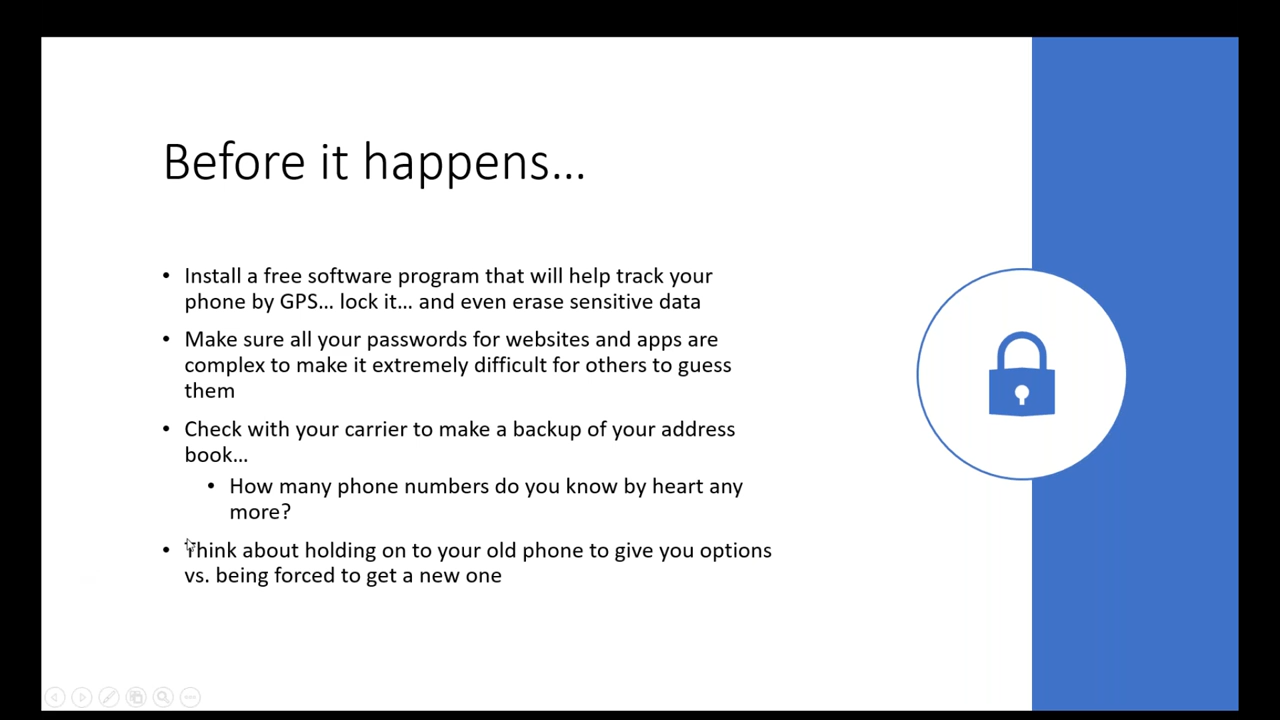 Before it happens...
• Install a free software program that will help track your
phone by GPS... lock it... and even erase sensitive data
• Make sure all your passwords for websites and apps are
complex to make it extremely difficult for others to guess
them
• Check with your carrier to make a backup of your address
book...
• How many phone numbers do you know by heart any
more?
• Think about holding on to your old phone to give you options
vs. being forced to get a new one